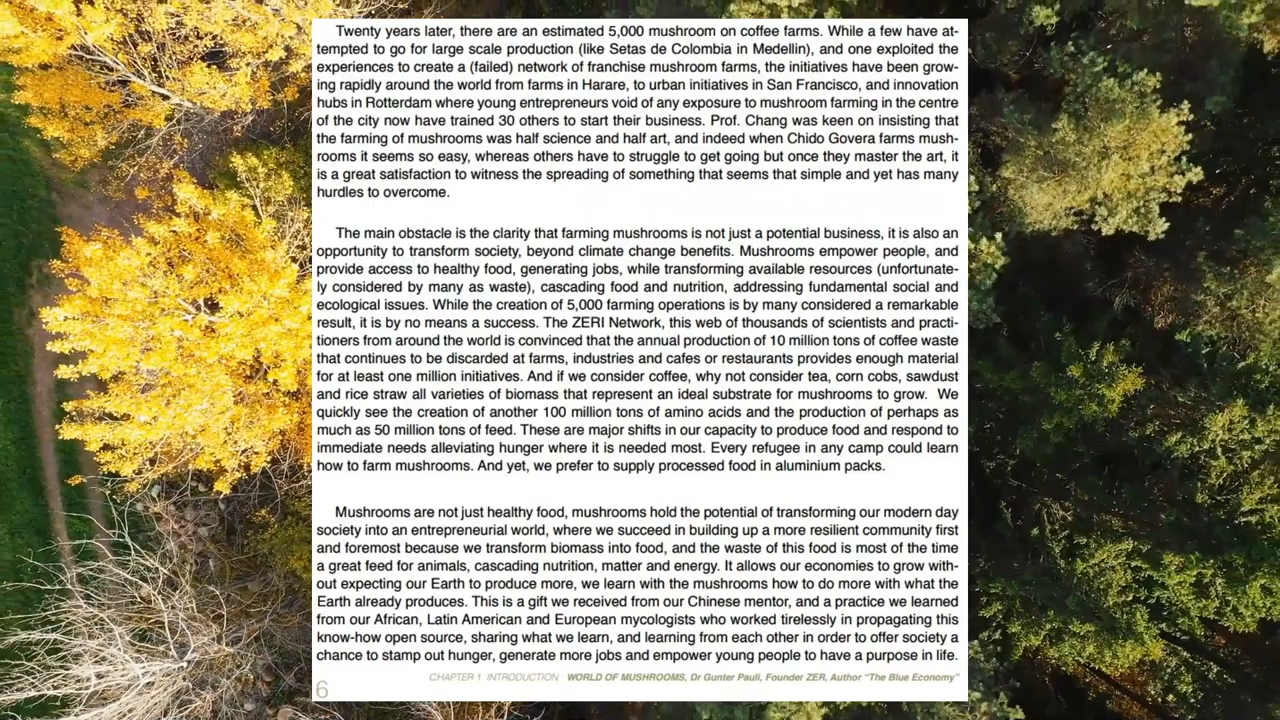 Twenty years later, there are an estimated 5,000 mushroom on coffee farms. While a few have at-
tempted to go for large scale production (like Setas de Colombia in Medellin), and one exploited the
experiences to create a (failed) network of franchise mushroom farms, the initiatives have been grow-
ing rapidly around the world from farms in Harare, to urban initiatives in San Francisco, and innovation
hubs in Rotterdam where young entrepreneurs void of any exposure to mushroom farming in the centre
of the city now have trained 30 others to start their business. Prof. Chang was keen on insisting that
the farming of mushrooms was half science and half art, and indeed when Chido Govera farms mush-
rooms it seems so easy, whereas others have to struggle to get going but once they master the art, it
is a great satisfaction to witness the spreading of something that seems that simple and yet has many
hurdles to overcome.
The main obstacle is the clarity that farming mushrooms is not just a potential business, it is also an
opportunity to transform society, beyond climate change benefits. Mushrooms empower people, and
provide access to healthy food, generating jobs, while transforming available resources (unfortunate-
ly considered by many as waste), cascading food and nutrition, addressing fundamental social and
ecological issues. While the creation of 5,000 farming operations is by many considered a remarkable
result, it is by no means a success. The ZERI Network, this web of thousands of scientists and practi-
tioners from around the world is convinced that the annual production of 10 million tons of coffee waste
that continues to be discarded at farms, industries and cafes or restaurants provides enough material
for at least one million initiatives. And if we consider coffee, why not consider tea, corn cobs, sawdust
and rice straw all varieties of biomass that represent an ideal substrate for mushrooms to grow. We
quickly see the creation of another 100 million tons of amino acids and the production of perhaps as
much as 50 million tons of feed. These are major shifts in our capacity to produce food and respond to
immediate needs alleviating hunger where it is needed most. Every refugee in any camp could learn
how to farm mushrooms. And yet, we prefer to supply processed food in aluminium packs.
Mushrooms are not just healthy food, mushrooms hold the potential of transforming our modern day
society into an entrepreneurial world, where we succeed in building up a more resilient community first
and foremost because we transform biomass into food, and the waste of this food is most of the time
a great feed for animals, cascading nutrition, matter and energy. It allows our economies to grow with-
out expecting our Earth to produce more, we learn with the mushrooms how to do more with what the
Earth already produces. This is a gift we received from our Chinese mentor, and a practice we learned
from our African, Latin American and European mycologists who worked tirelessly in propagating this
know-how open source, sharing what we learn, and learning from each other in order to offer society a
chance to stamp out hunger, generate more jobs and empower young people to have a purpose in life.
CHAPTER 1 INTRODUCTION WORLD OF MUSHROOMS, Dr Gunter Pauli, Founder ZER, Author “The Blue Economy”
6